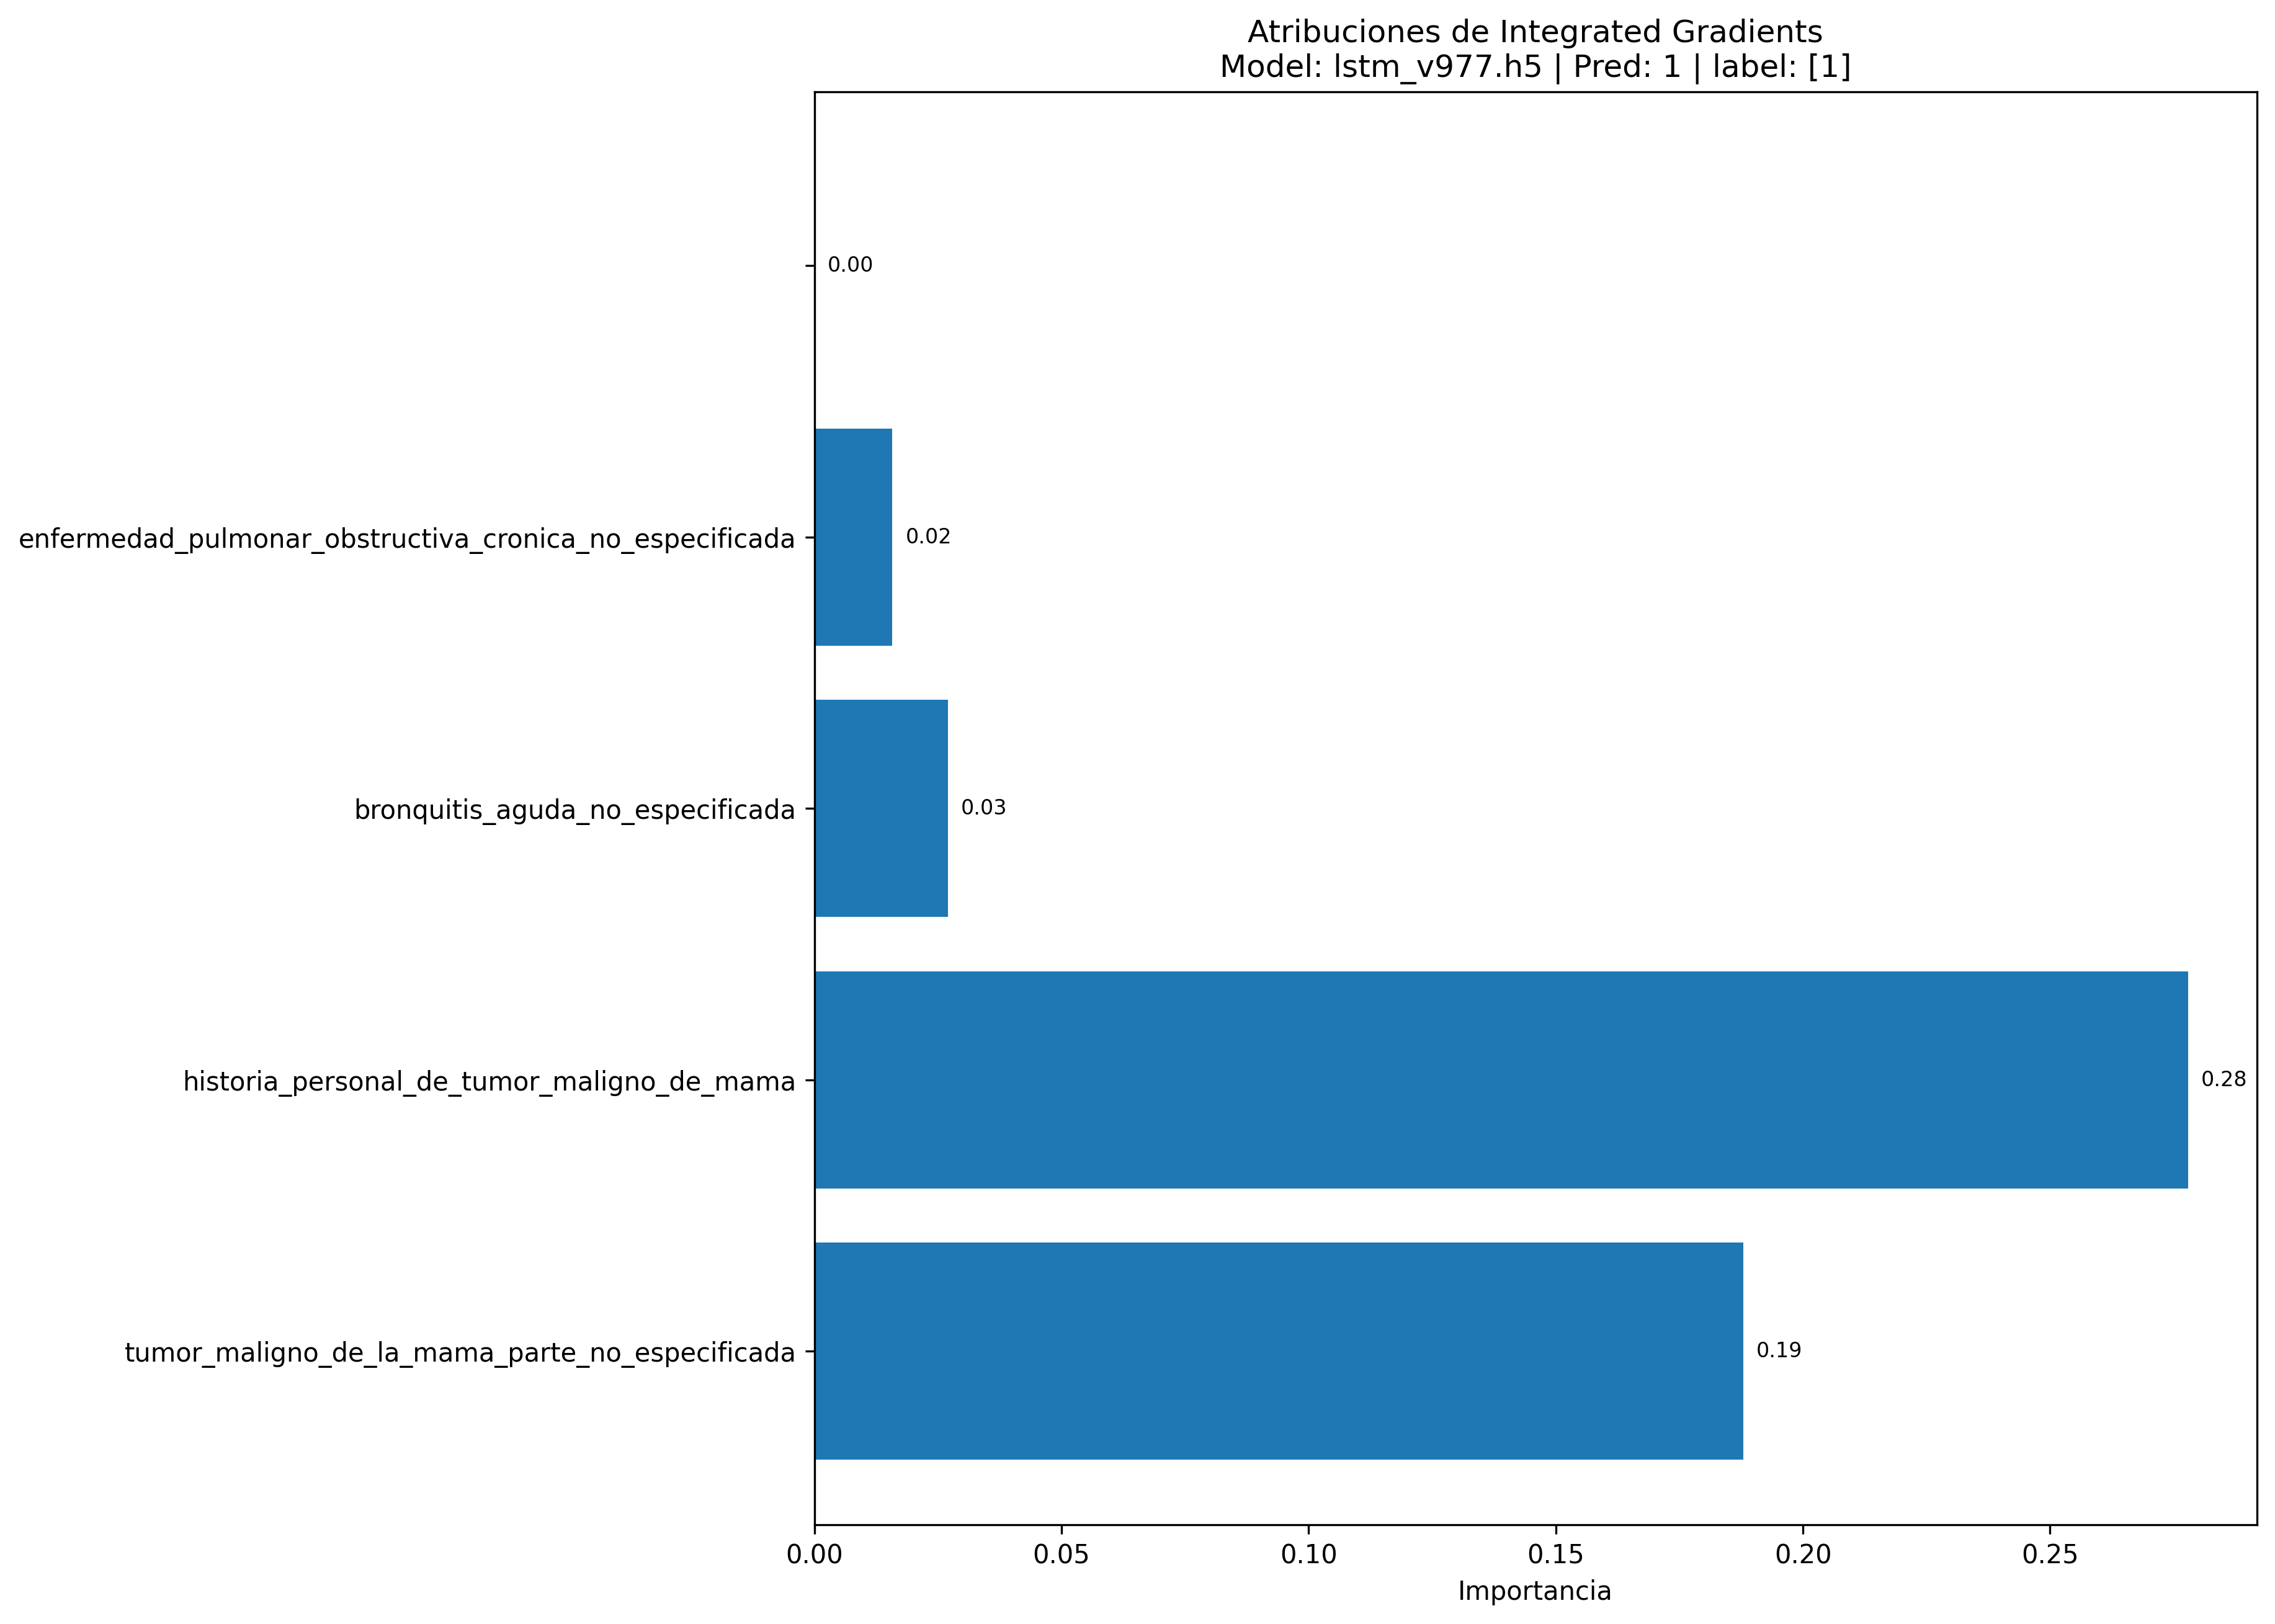 Atribuciones de Integrated Gradients
Model: lstm_v977.h5 | Pred: 1 | label: [1]
0.00
enfermedad_pulmonar_obstructiva_cronica_no_especificada
0.02
bronquitis_aguda_no_especificada
0.03
historia_personal_de_tumor_maligno_de_mama
0.28
tumor_maligno_de_la_mama_parte_no_especificada
0.19
0.00 0.05 0.10 0.15 0.20 0.25
Importancia